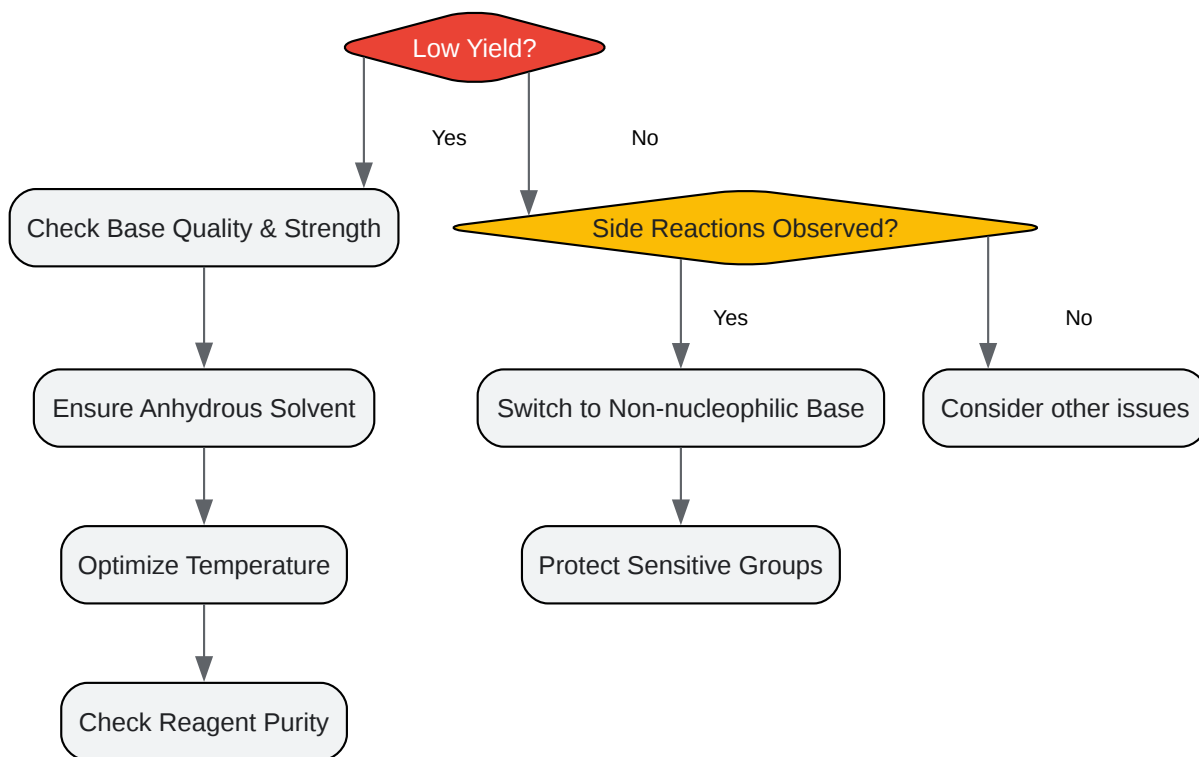 Low Yield?
Yes
No
Check Base Quality & Strength
Side Reactions Observed?
Yes
No
Ensure Anhydrous Solvent
Switch to Non-nucleophilic Base
Consider other issues
Optimize Temperature
Protect Sensitive Groups
Check Reagent Purity